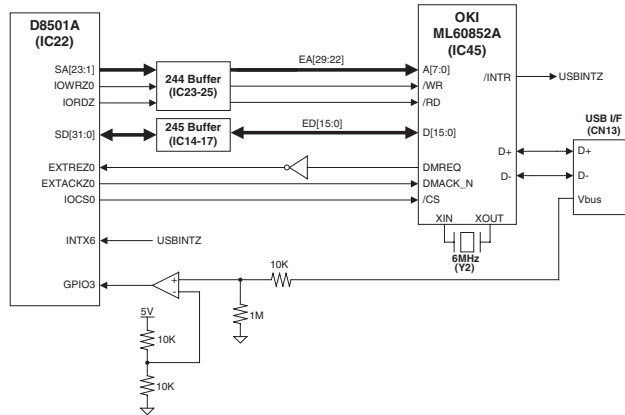 D8501A
(IC22)
SA[23:1]
IOWRZ0
IORDZ
SD[31:0]
EXTREZ0
EXTACKZ0
IOCS0
INTX6
GPIO3
244 Buffer
(IC23-25)
245 Buffer
(IC14-17)
EA[29:22]
ED[15:0]
OKI
ML60852A
(IC45)
A[7:0]
/WR
/RD
D[15:0]
DMREQ
DMACK_N
/CS
/INTR
D+
D-
XIN
XOUT
USBINTZ
USB I/F
(CN13)
D+
D-
Vbus
6MHz
(Y2)
USBINTZ
+
-
10K
1M
5V
10K
10K